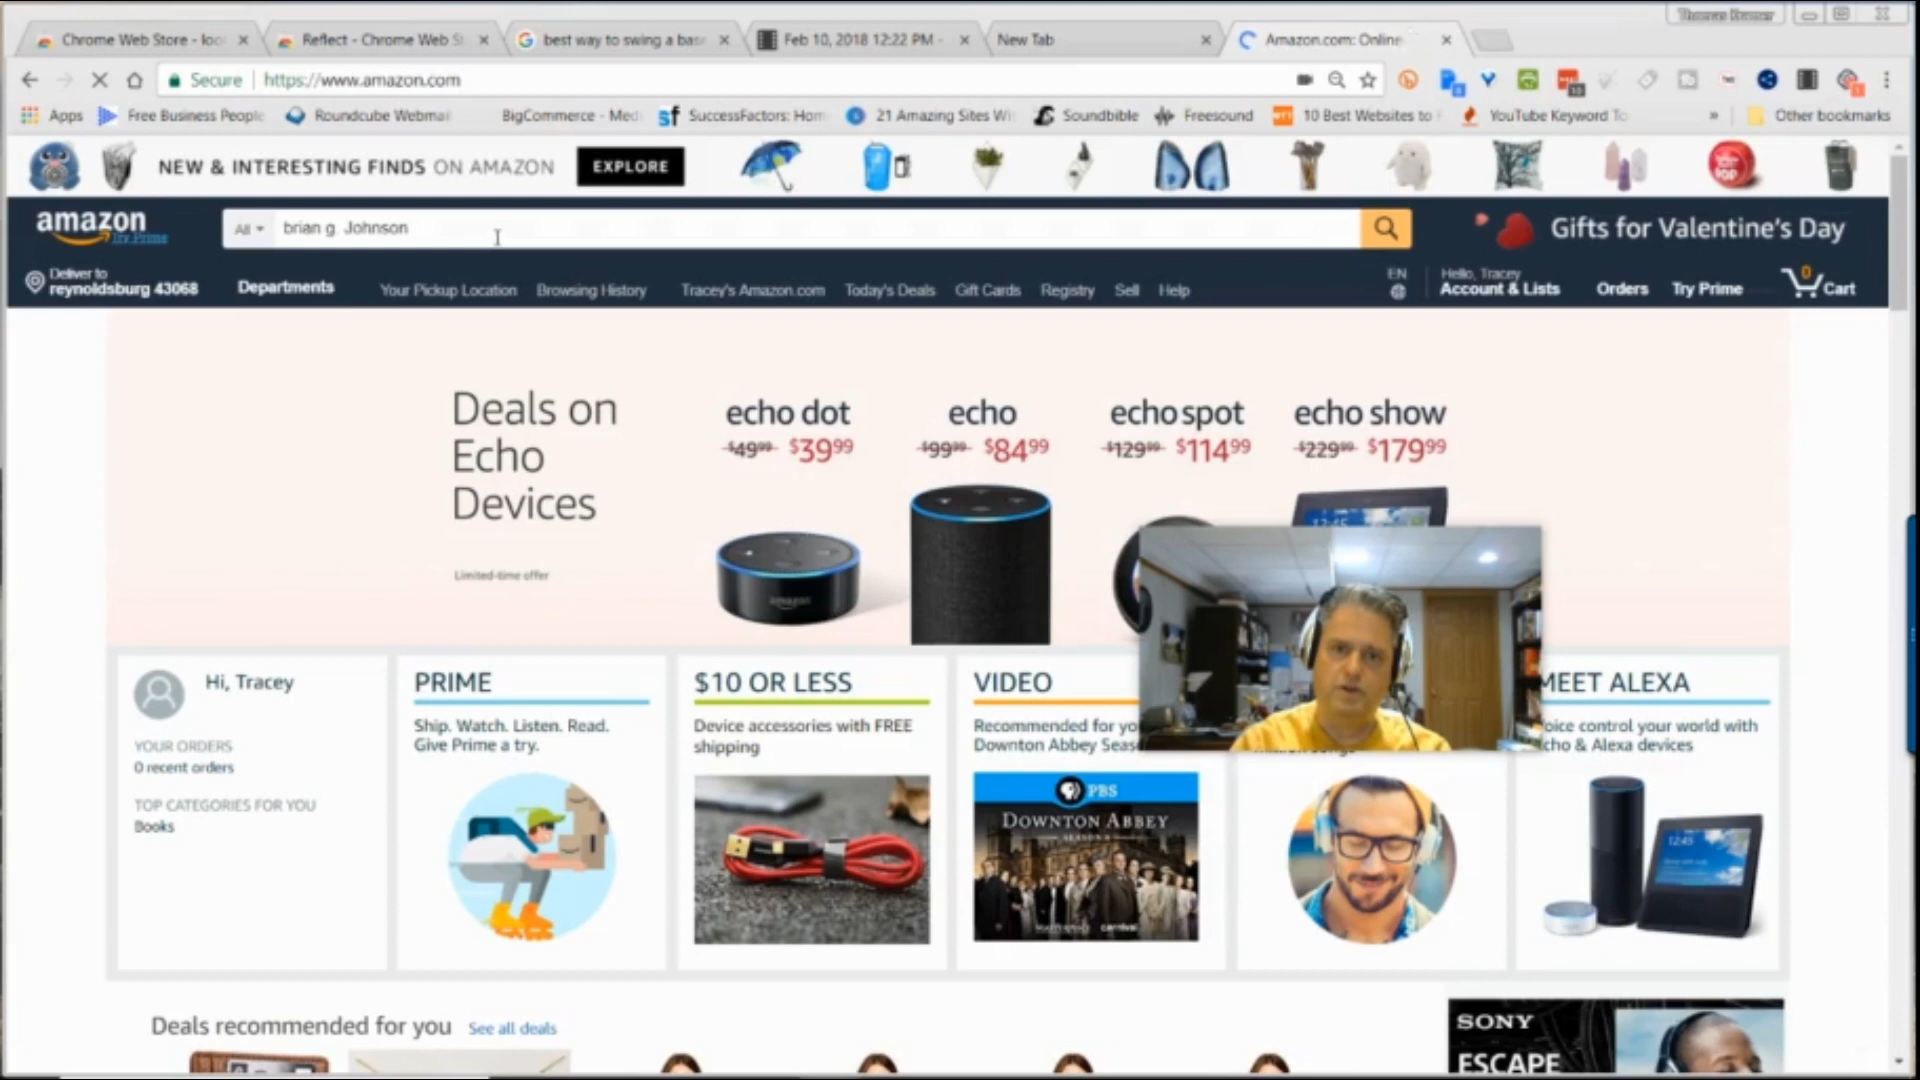 Chrome Web Store - loo
Reflect - Chrome Web S
best way to swing a base
Feb 10, 2018 12:22 PM -
New Tab
Amazon.com: Online
Secure
https://www.amazon.com
Apps
Free Business People
Roundcube Webmail
BigCommerce - Med
SuccessFactors: Hom
21 Amazing Sites Wi
Soundbible
Freesound
10 Best Websites to
YouTube Keyword To
»
Other bookmarks
NEW & INTERESTING FINDS ON AMAZON
EXPLORE
amazon
Try Prime
All
brian g. Johnson
Gifts for Valentine's Day
Deliver to
reynoldsburg 43068
Departments
Your Pickup Location
Browsing History
Tracey's Amazon.com
Today's Deals
Gift Cards
Registry
Sell
Help
EN
Hello, Tracey
Account & Lists
Orders
Try Prime
0
Cart
Deals on
Echo
Devices
Limited-time offer
echo dot
$49.99 $39.99
echo
$99.99 $84.99
echo spot
$129.99 $114.99
echo show
$229.99 $179.99
Hi, Tracey
YOUR ORDERS
0 recent orders
TOP CATEGORIES FOR YOU
Books
PRIME
Ship. Watch. Listen. Read.
Give Prime a try.
$10 OR LESS
Device accessories with FREE
shipping
VIDEO
Recommended for you
Downton Abbey Seas
PBS
DOWNTON ABBEY
MEET ALEXA
oice control your world with
cho & Alexa devices
12:45
Deals recommended for you
See all deals
SONY
ESCAPE